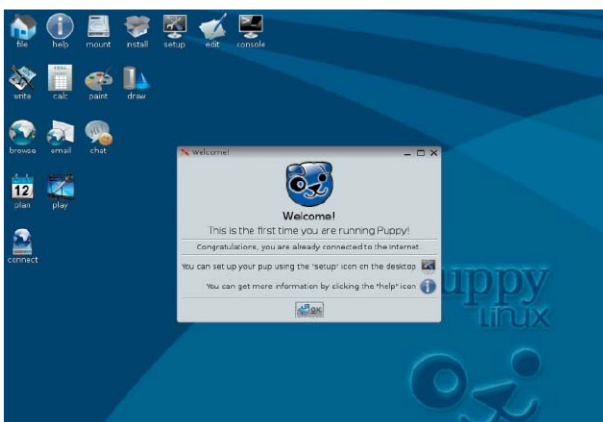 file help mount install setup edit console
write calc paint draw
browse email chat
12
plan play
connect
Welcome!
Welcome!
This is the first time you are running Puppy!
Congratulations, you are already connected to the internet
You can set up your pup using the "setup" icon on the desktop
You can get more information by clicking the "help" icon
OK
uppy
Linux